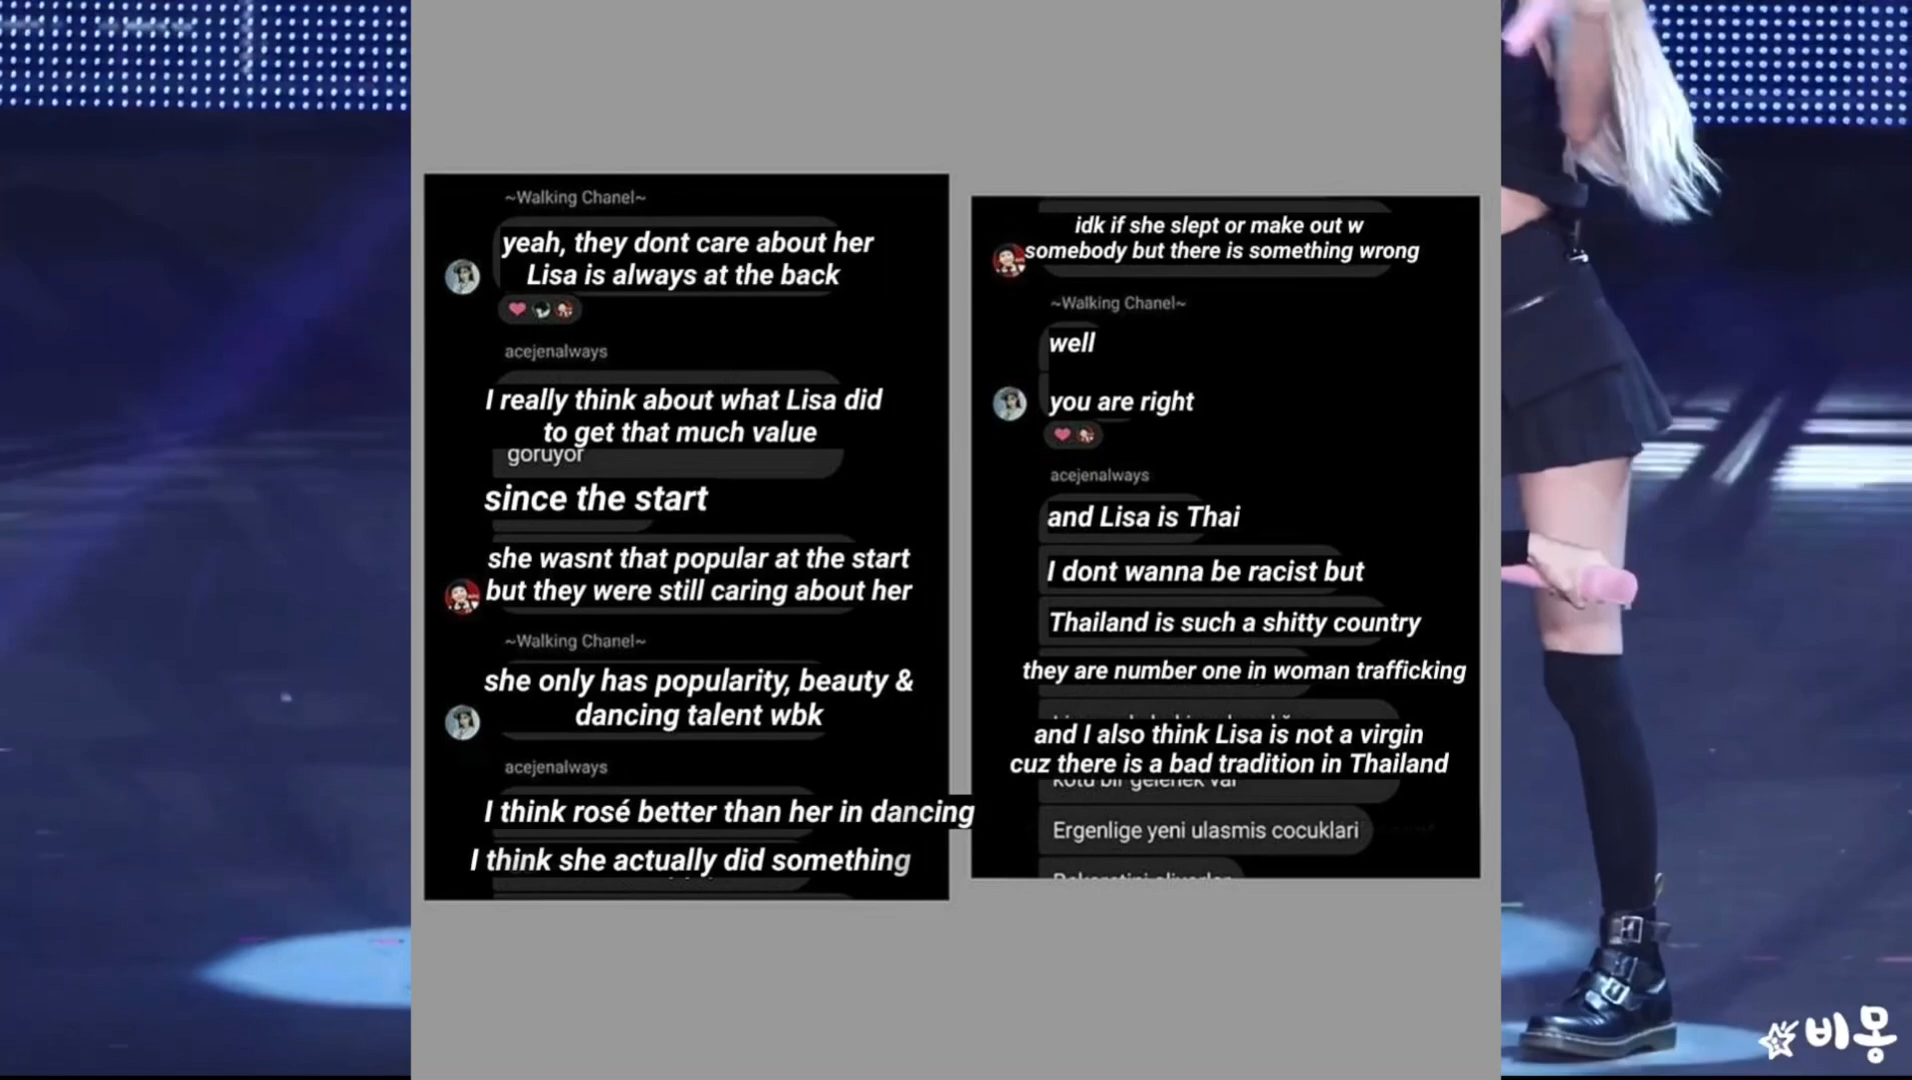 ~Walking Chanel~
yeah, they dont care about her
Lisa is always at the back
acejenalways
I really think about what Lisa did
to get that much value
goruyor
since the start
she wasnt that popular at the start
but they were still caring about her
~Walking Chanel~
she only has popularity, beauty &
dancing talent wbk
acejenalways
I think rosé better than her in dancing
I think she actually did something
idk if she slept or make out w
somebody but there is something wrong
~Walking Chanel~
well
you are right
acejenalways
and Lisa is Thai
I dont wanna be racist but
Thailand is such a shitty country
they are number one in woman trafficking
and I also think Lisa is not a virgin
cuz there is a bad tradition in Thailand
kotu bir gelenek var
Ergenlige yeni ulasmis cocuklari
비몽